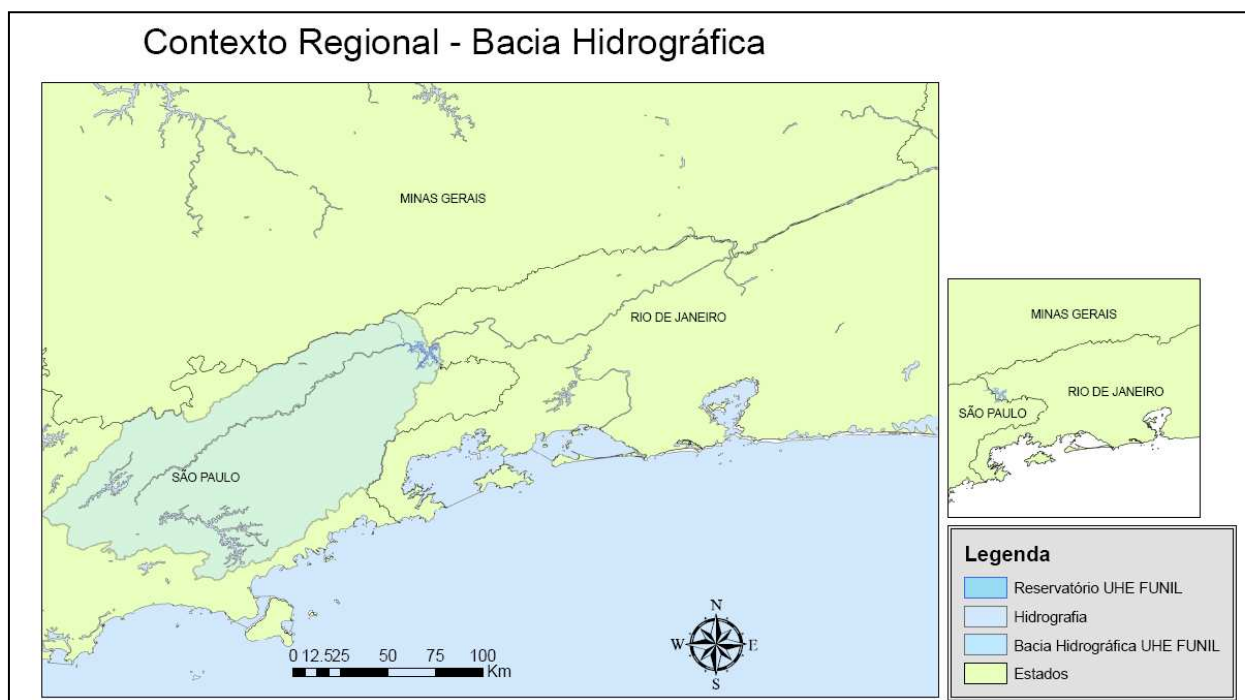 Contexto Regional - Bacia Hidrográfica
MINAS GERAIS
RIO DE JANEIRO
SÃO PAULO
N
W E
S
0 12.525 50 75 100
Km
MINAS GERAIS
RIO DE JANEIRO
SÃO PAULO
Legenda
Reservatório UHE FUNIL
Hidrografia
Bacia Hidrográfica UHE FUNIL
Estados